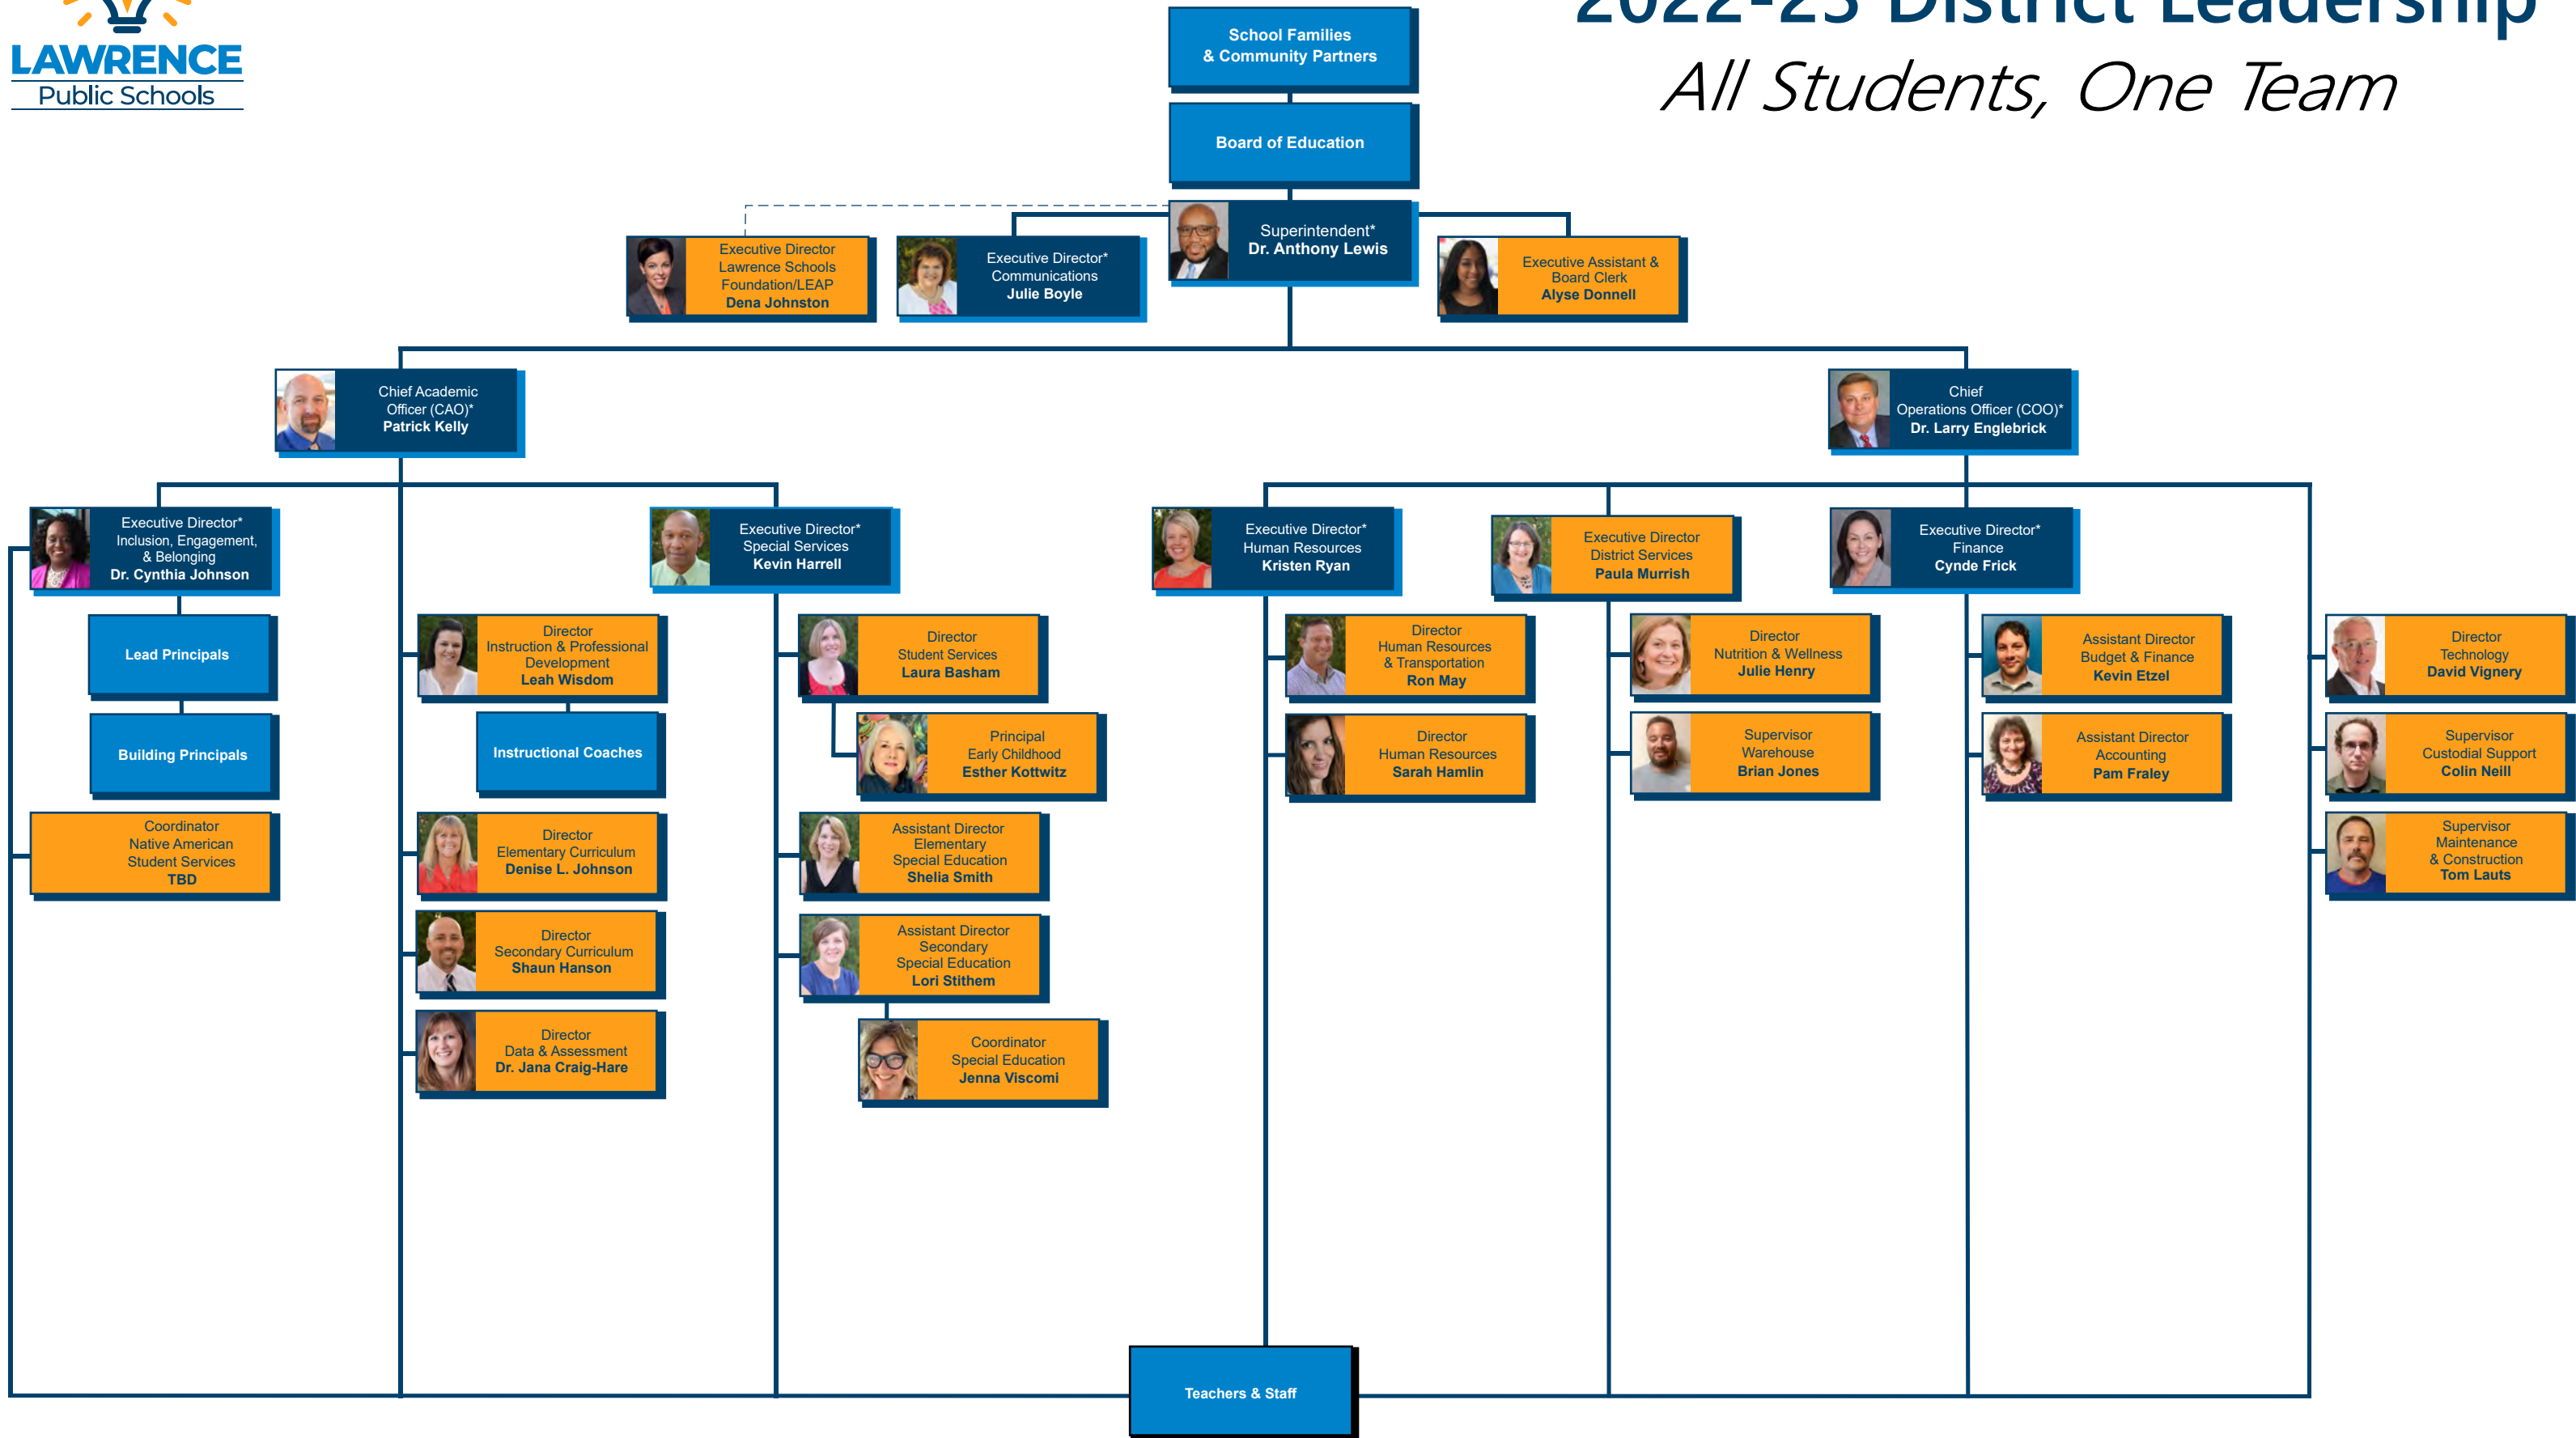 LAWRENCE
Public Schools
2022-23 District Leadership
All Students, One Team
School Families
& Community Partners
Board of Education
Superintendent*
Dr. Anthony Lewis
Executive Director
Lawrence Schools
Foundation/LEAP
Dena Johnston
Executive Director*
Communications
Julie Boyle
Executive Assistant &
Board Clerk
Alyse Donnell
Chief Academic
Officer (CAO)*
Patrick Kelly
Chief
Operations Officer (COO)*
Dr. Larry Englebrick
Executive Director*
Inclusion, Engagement,
& Belonging
Dr. Cynthia Johnson
Executive Director*
Special Services
Kevin Harrell
Executive Director*
Human Resources
Kristen Ryan
Executive Director
District Services
Paula Murrish
Executive Director*
Finance
Cynde Frick
Lead Principals
Building Principals
Coordinator
Native American
Student Services
TBD
Director
Instruction & Professional
Development
Leah Wisdom
Instructional Coaches
Director
Elementary Curriculum
Denise L. Johnson
Director
Secondary Curriculum
Shaun Hanson
Director
Data & Assessment
Dr. Jana Craig-Hare
Director
Student Services
Laura Basham
Principal
Early Childhood
Esther Kottwitz
Assistant Director
Elementary
Special Education
Shelia Smith
Assistant Director
Secondary
Special Education
Lori Stithem
Coordinator
Special Education
Jenna Viscomi
Director
Human Resources
& Transportation
Ron May
Director
Human Resources
Sarah Hamlin
Director
Nutrition & Wellness
Julie Henry
Supervisor
Warehouse
Brian Jones
Assistant Director
Budget & Finance
Kevin Etzel
Assistant Director
Accounting
Pam Fraley
Director
Technology
David Vignery
Supervisor
Custodial Support
Colin Neill
Supervisor
Maintenance
& Construction
Tom Lauts
Teachers & Staff